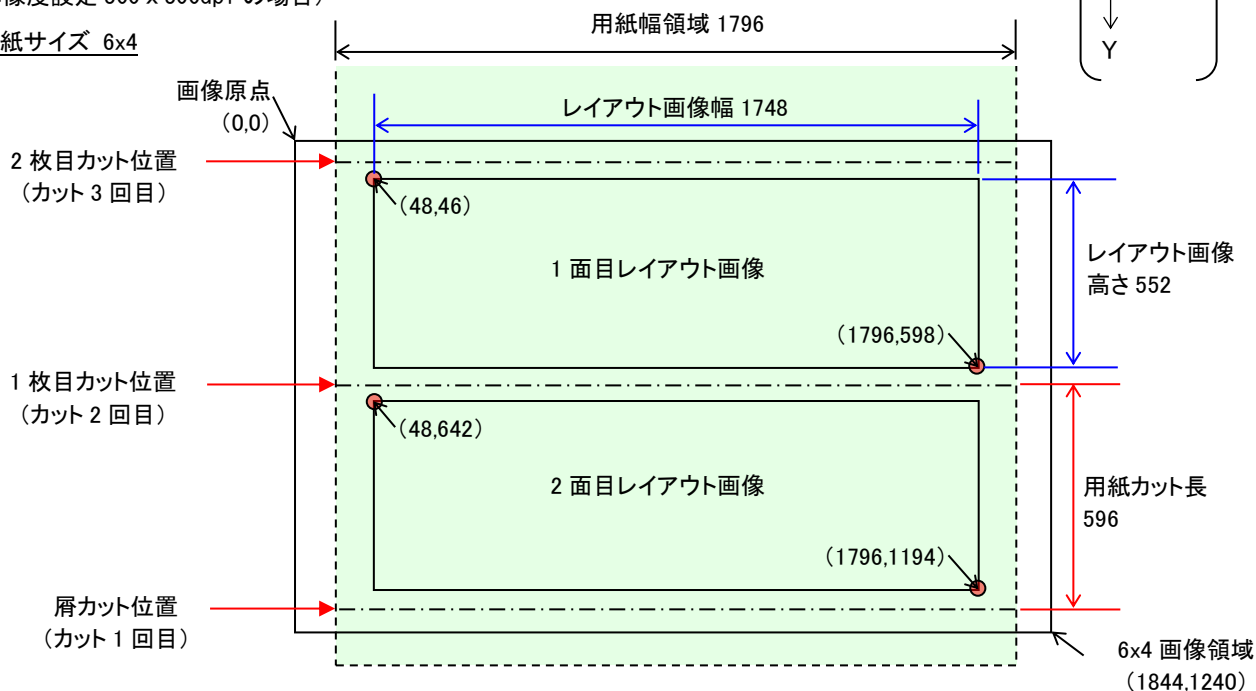 像度設定 300 x 300dpi の場合）
紙サイズ 6x4
用紙幅領域 1796
Y
画像原点
（0,0）
レイアウト画像幅 1748
2 枚目カット位置
（カット 3 回目）
（48,46）
1 面目レイアウト画像
レイアウト画像
高さ 552
（1796,598）
1 枚目カット位置
（カット 2 回目）
（48,642）
2 面目レイアウト画像
用紙カット長
596
（1796,1194）
屑カット位置
（カット 1 回目）
6x4 画像領域
（1844,1240）